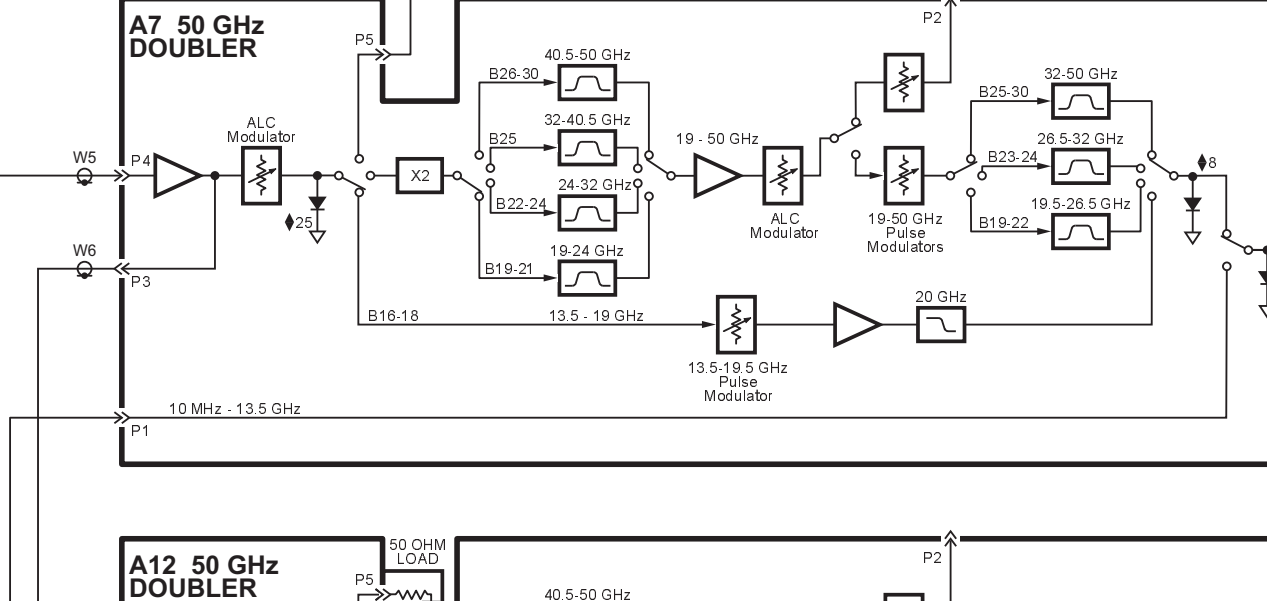 A7 50 GHz
DOUBLER
P5
P2
40.5-50 GHz
B26-30
32-50 GHz
B25-30
ALC
Modulator
32-40.5 GHz
B25
19 - 50 GHz
26.5-32 GHz
B23-24
W5
P4
X2
8
24-32 GHz
B22-24
25
ALC
Modulator
19-50 GHz
Pulse
Modulators
19.5-26.5 GHz
B19-22
W6
P3
19-24 GHz
B19-21
B16-18
13.5 - 19 GHz
20 GHz
13.5-19.5 GHz
Pulse
Modulator
10 MHz - 13.5 GHz
P1
A12 50 GHz
DOUBLER
50 OHM
LOAD
P5
P2
40.5-50 GHz